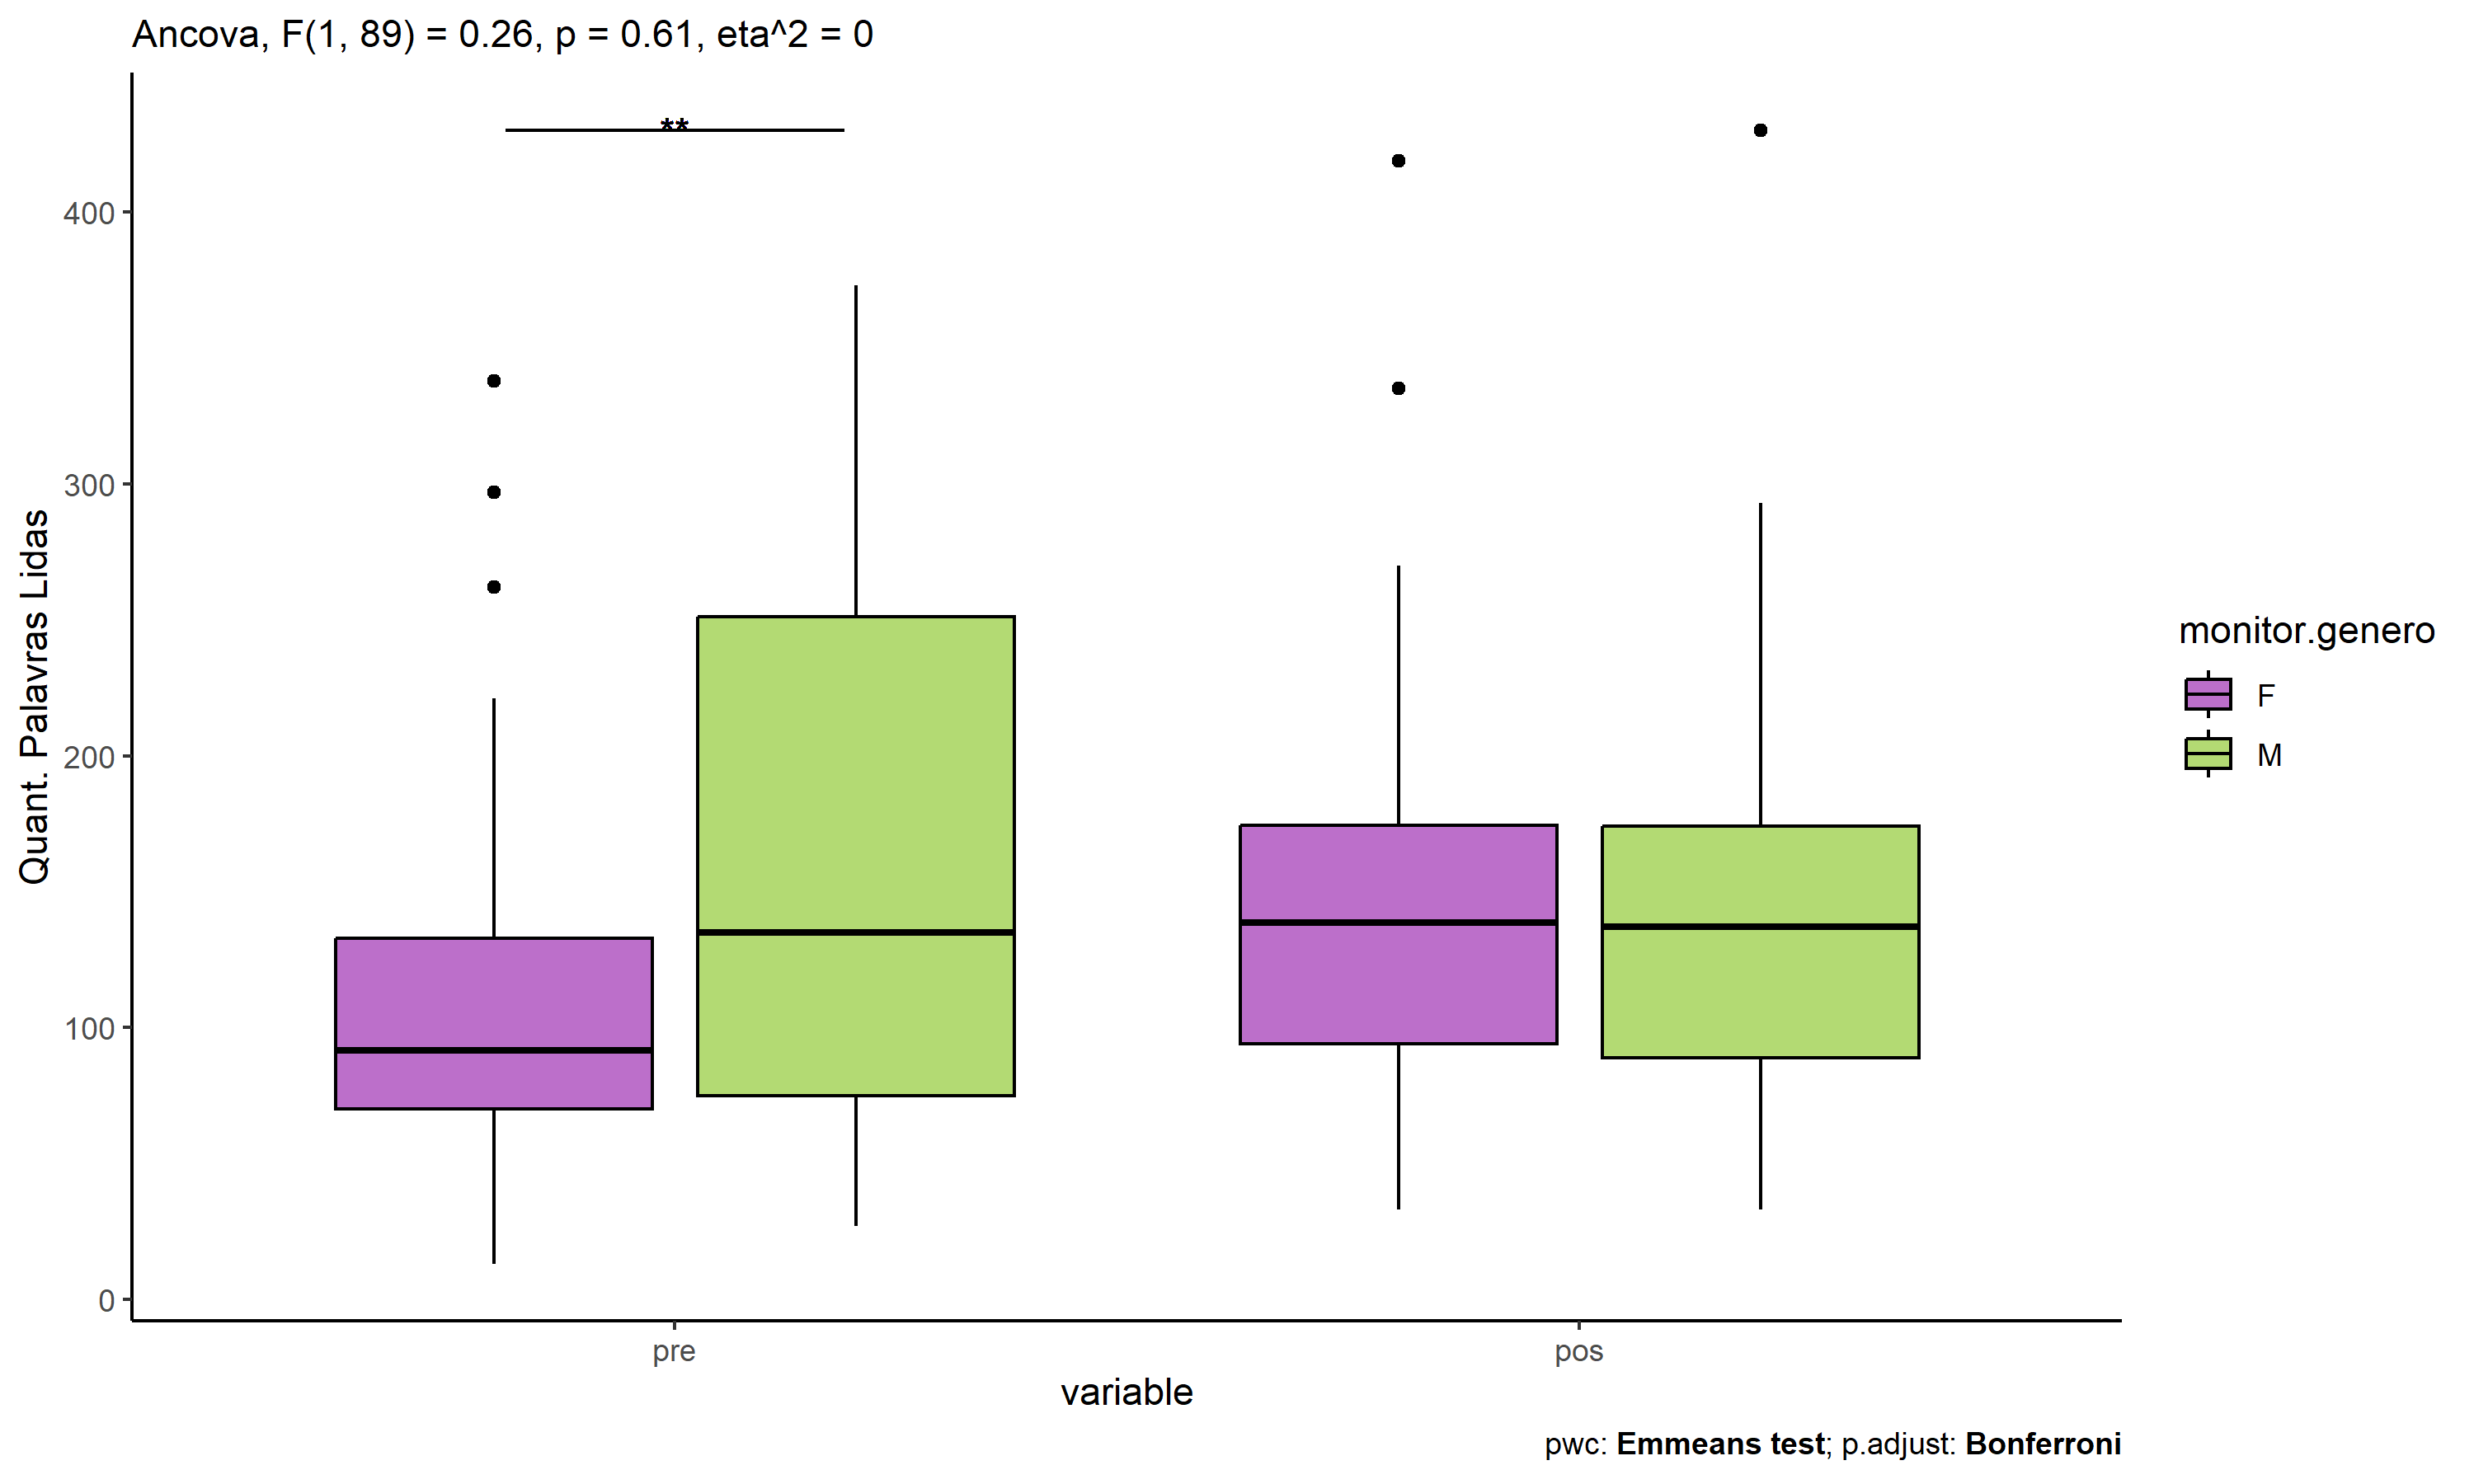 Ancova, F(1, 89) = 0.26, p = 0.61, eta^2 = 0
**
400
300
200
100
0
Quant. Palavras Lidas
pre
pos
variable
monitor.genero
F
M
pwc: Emmeans test; p.adjust: Bonferroni